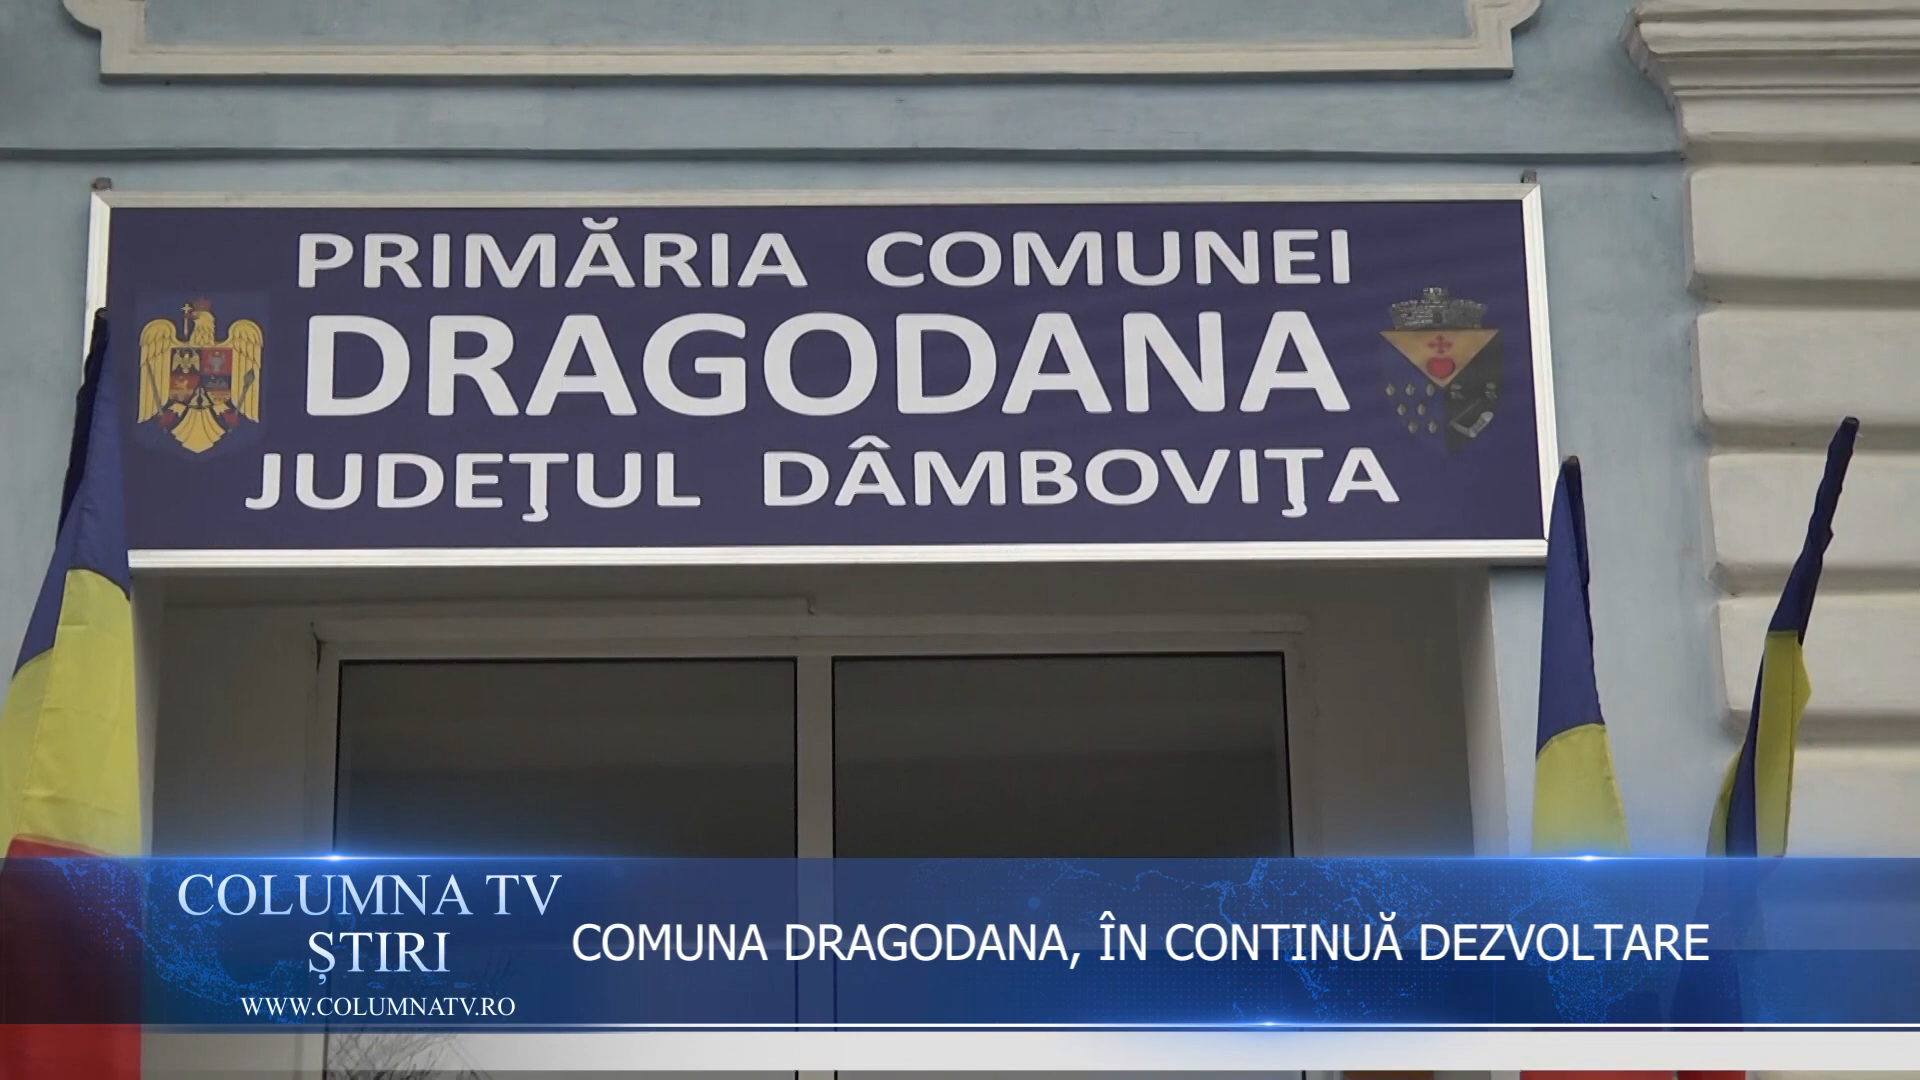 PRIMĂRIA COMUNEI
DRAGODANA
JUDEŢUL DÂMBOVIŢA
COLUMNA TV
ȘTIRI
WWW.COLUMNATV.RO
COMUNA DRAGODANA, ÎN CONTINUĂ DEZVOLTARE